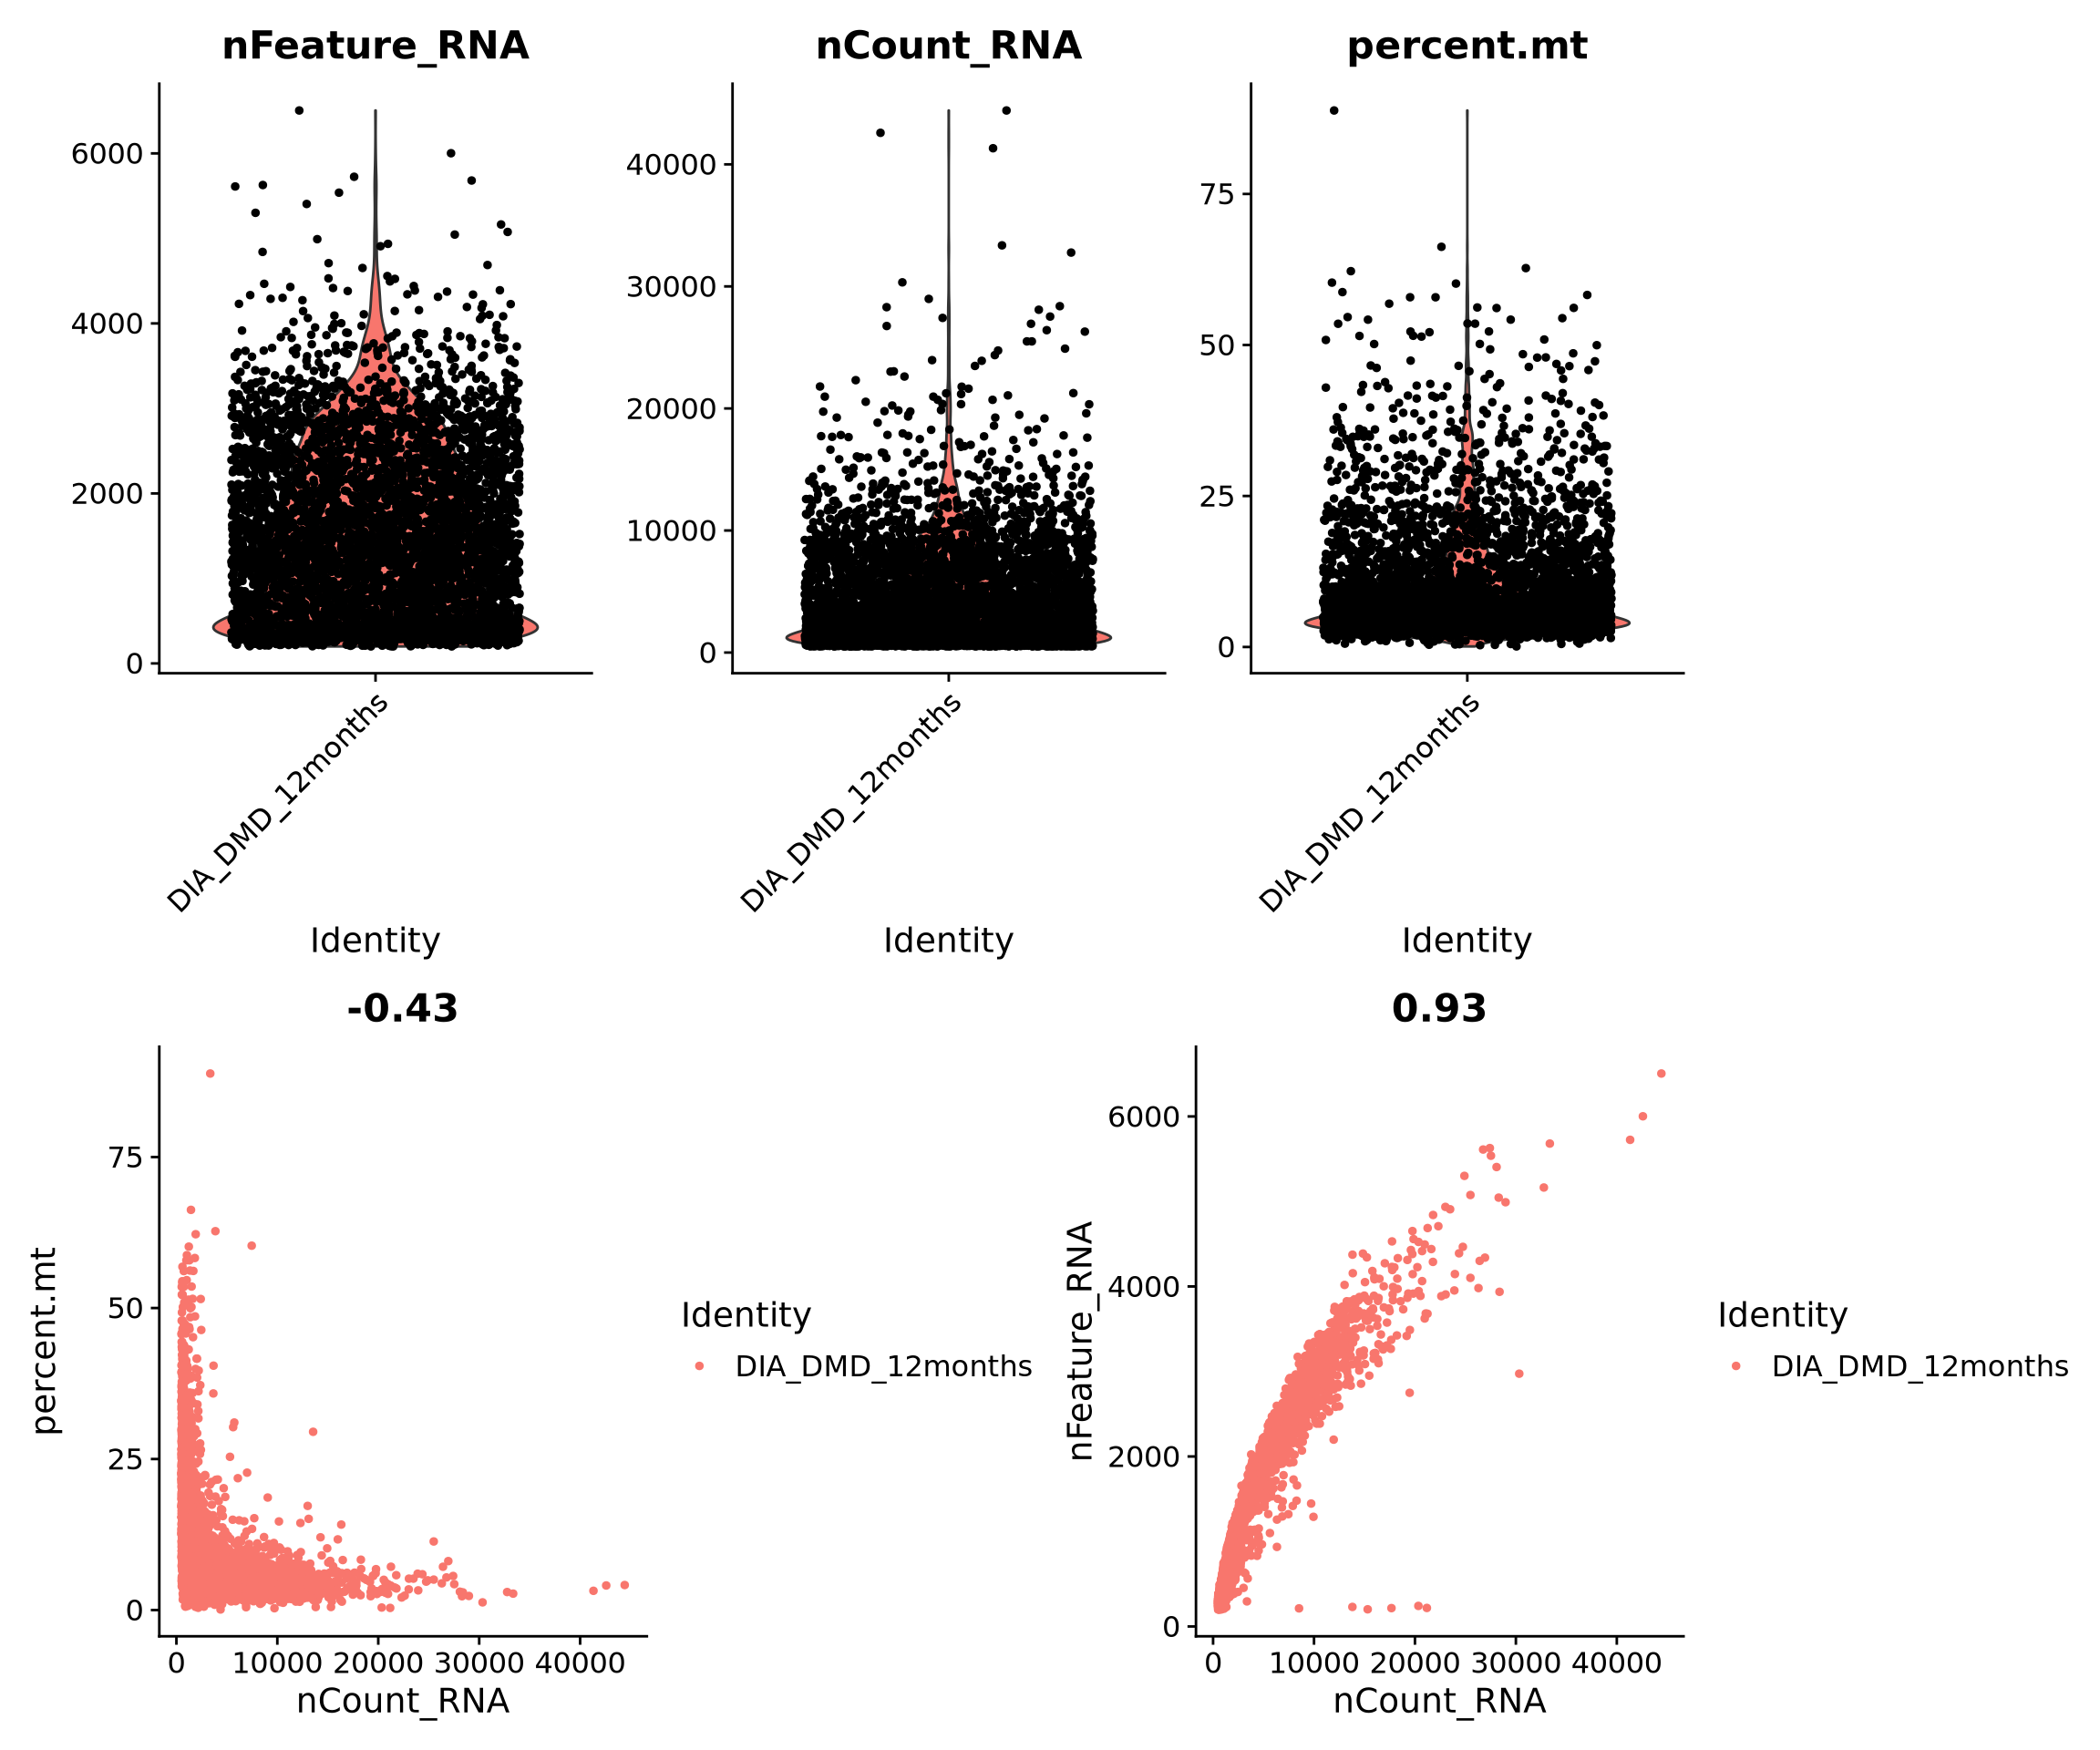 nFeature_RNA
nCount_RNA
percent.mt
6000
4000
2000
0
40000
30000
20000
10000
0
75
50
25
0
DIA_DMD_12months
DIA_DMD_12months
DIA_DMD_12months
Identity
Identity
Identity
-0.43
percent.mt
75
50
25
0
0 10000 20000 30000 40000
nCount_RNA
Identity
DIA_DMD_12months
0.93
nFeature_RNA
6000
4000
2000
0
0 10000 20000 30000 40000
nCount_RNA
Identity
DIA_DMD_12months